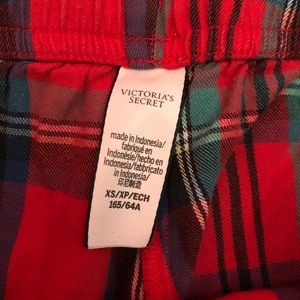 VICTORIA'S
SECRET
made in Indonesia/
fabriqué en
Indonésie/hecho en
Indonesia/fabbricato
in Indonesia/
印尼制造
XS/XP/ECH
165/64A